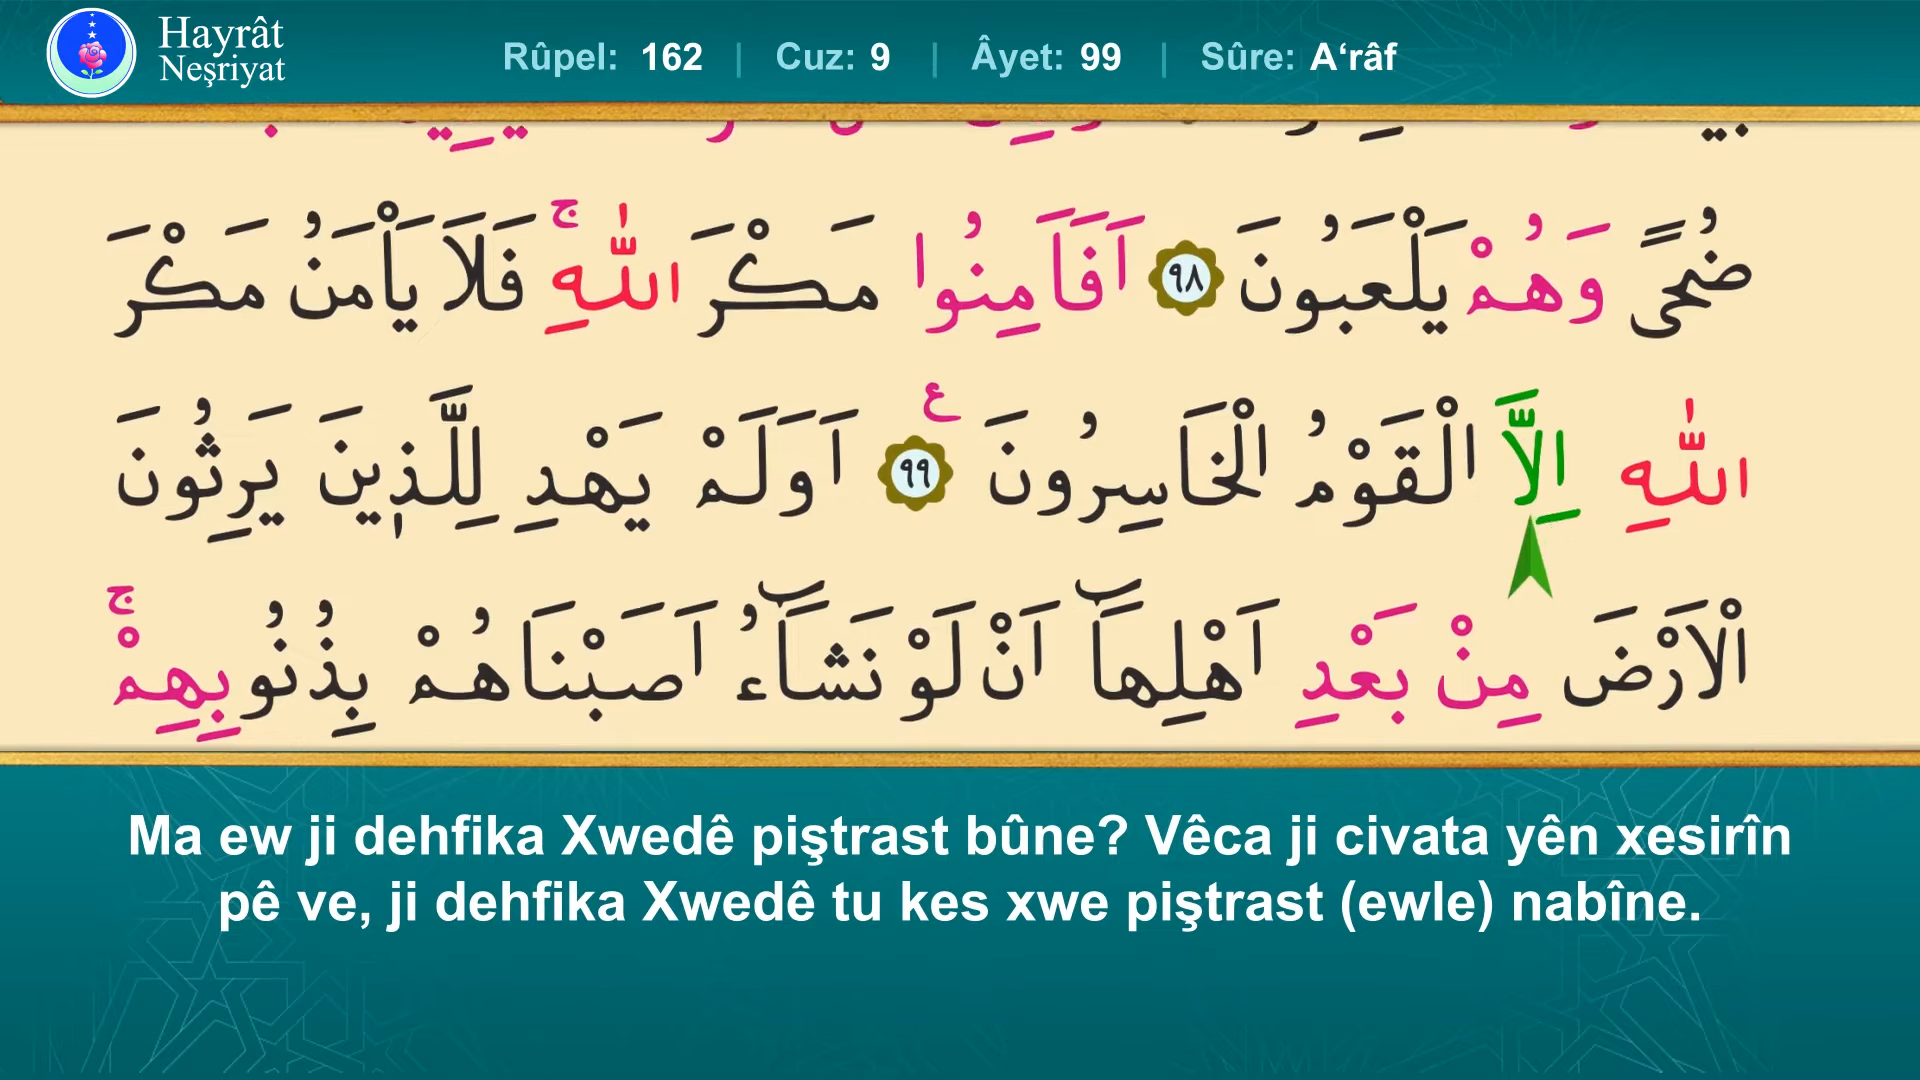 Hayrât
Neşriyat
Rûpel: 162 | Cuz: 9 | Âyet: 99 | Sûre: A‘râf
ضُحًى وَهُمْ يَلْعَبُونَ ﴿٩٨﴾ اَفَاَمِنُوا مَكْرَ اللّٰهِۚ فَلَا يَاْمَنُ مَكْرَ
اللّٰهِ اِلَّا الْقَوْمُ الْخَاسِرُونَ ﴿٩٩﴾ ع اَوَلَمْ يَهْدِ لِلَّذ۪ينَ يَرِثُونَ
الْاَرْضَ مِنْ بَعْدِ اَهْلِهَٓا اَنْ لَوْ نَشَٓاءُ اَصَبْنَاهُمْ بِذُنُوبِهِمْۚ
Ma ew ji dehfika Xwedê piştrast bûne? Vêca ji civata yên xesirîn
pê ve, ji dehfika Xwedê tu kes xwe piştrast (ewle) nabîne.